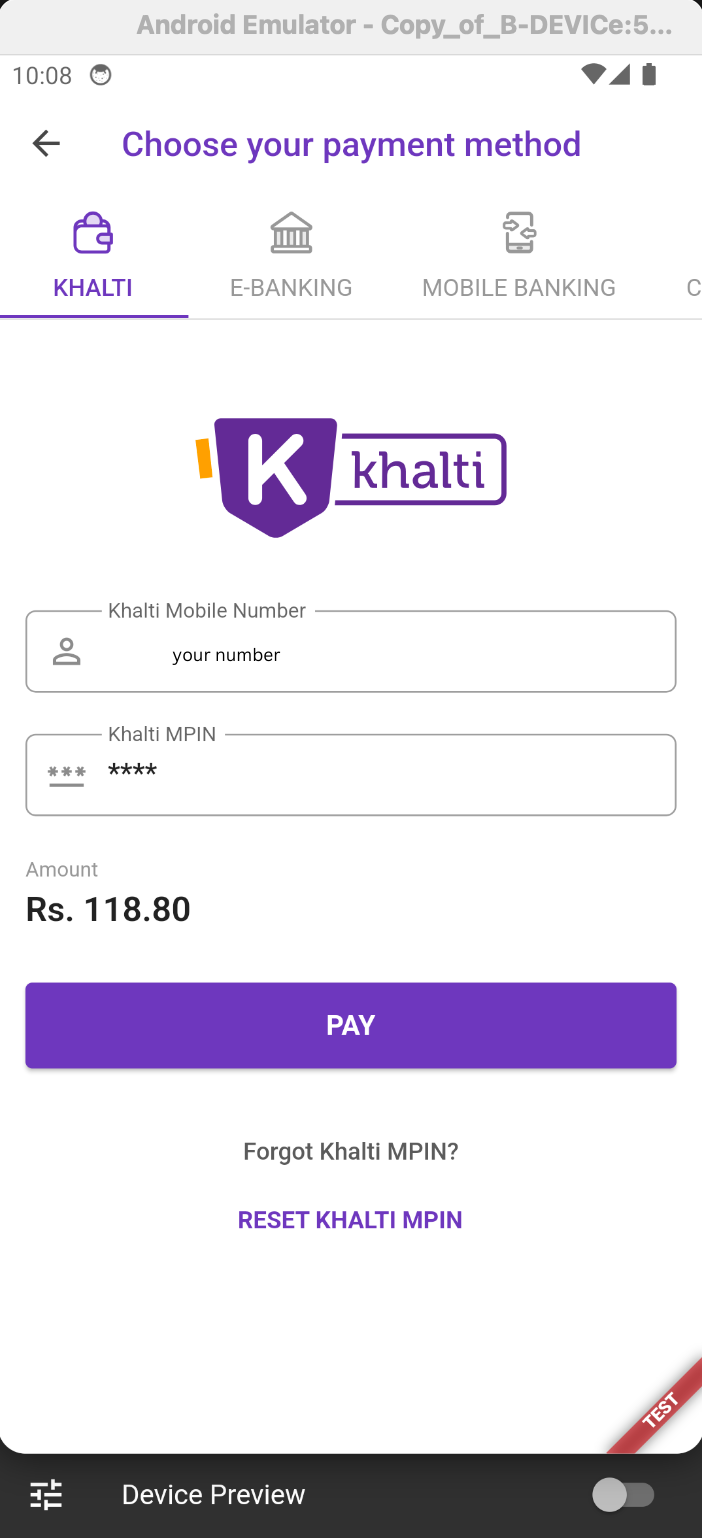 Android Emulator - Copy_of_B-DEVICe:5...
10:08
Choose your payment method
KHALTI E-BANKING MOBILE BANKING C
K khalti
Khalti Mobile Number
your number
Khalti MPIN
*** ****
Amount
Rs. 118.80
PAY
Forgot Khalti MPIN?
RESET KHALTI MPIN
TEST
Device Preview